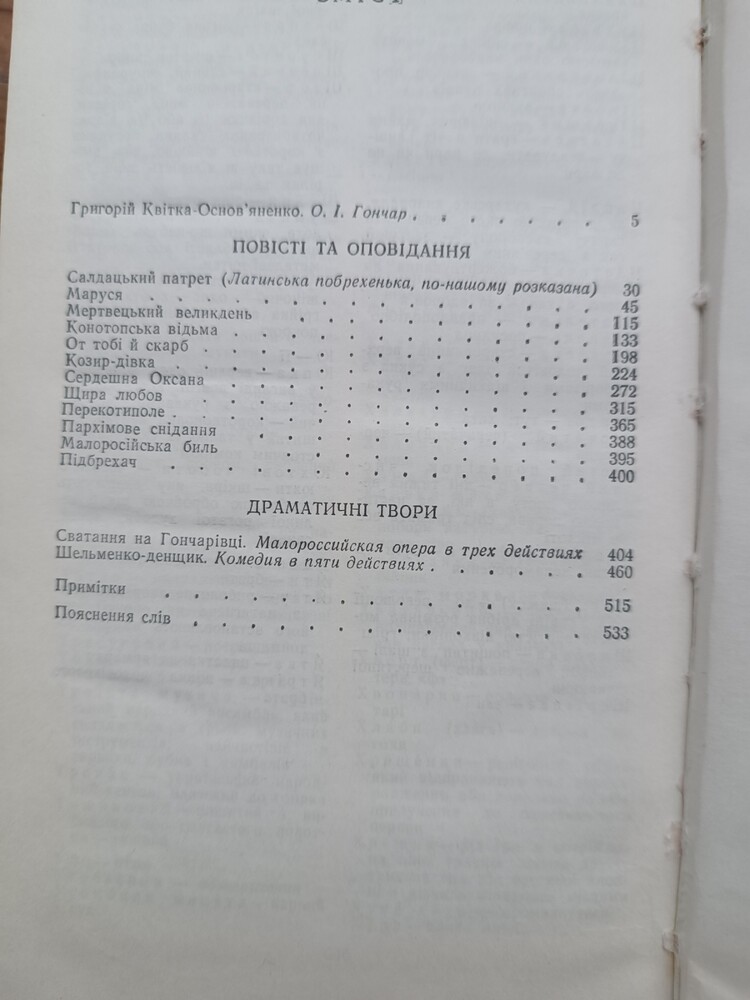 ЗМІСТ
Григорій Квітка-Основ'яненко. О. І. Гончар . . . . . . . 5
ПОВІСТІ ТА ОПОВІДАННЯ
Салдацький патрет (Латинська побрехенька, по-нашому розказана) 30
Маруся . . . . . . . . . . . . . . . 45
Мертвецький великдень . . . . . . . . . . 115
Конотопська відьма . . . . . . . . . . . . 133
От тобі й скарб . . . . . . . . . . . . . 198
Козир-дівка . . . . . . . . . . . . . . 224
Сердешна Оксана . . . . . . . . . . . . 272
Щира любов . . . . . . . . . . . . . . 315
Перекотиполе . . . . . . . . . . . . . . 365
Пархімове снідання . . . . . . . . . . . 388
Малоросійська биль . . . . . . . . . . . 395
Підбрехач . . . . . . . . . . . . . . . 400
ДРАМАТИЧНІ ТВОРИ
Сватання на Гончарівці. Малороссийская опера в трех действиях 404
Шельменко-денщик. Комедия в пяти действиях . . . . . . 460
Примітки . . . . . . . . . . . . . . . 515
Пояснення слів . . . . . . . . . . . . . 533